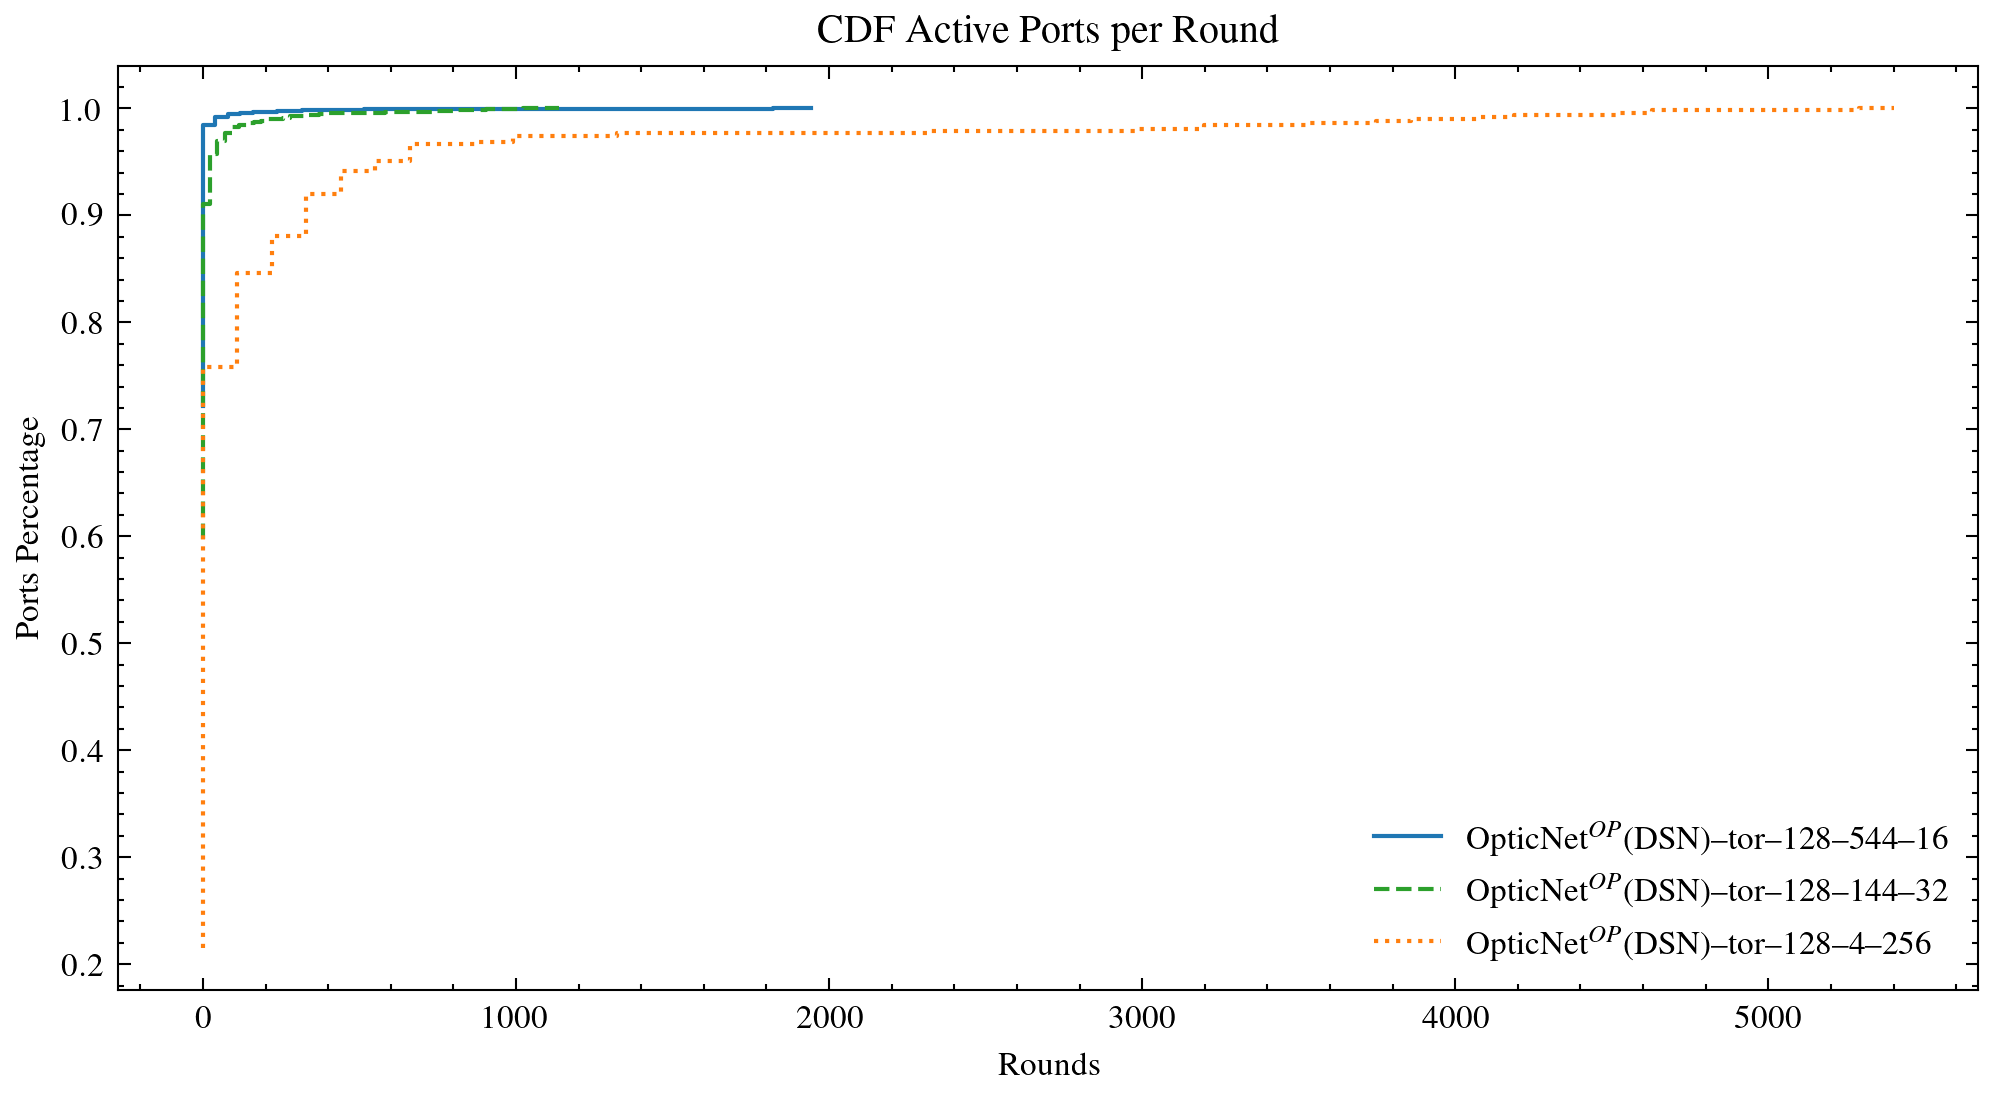 CDF Active Ports per Round
1.0
0.9
0.8
0.7
0.6
0.5
0.4
0.3
0.2
Ports Percentage
OpticNet^OP(DSN)–tor–128–544–16
OpticNet^OP(DSN)–tor–128–144–32
OpticNet^OP(DSN)–tor–128–4–256
0 1000 2000 3000 4000 5000
Rounds